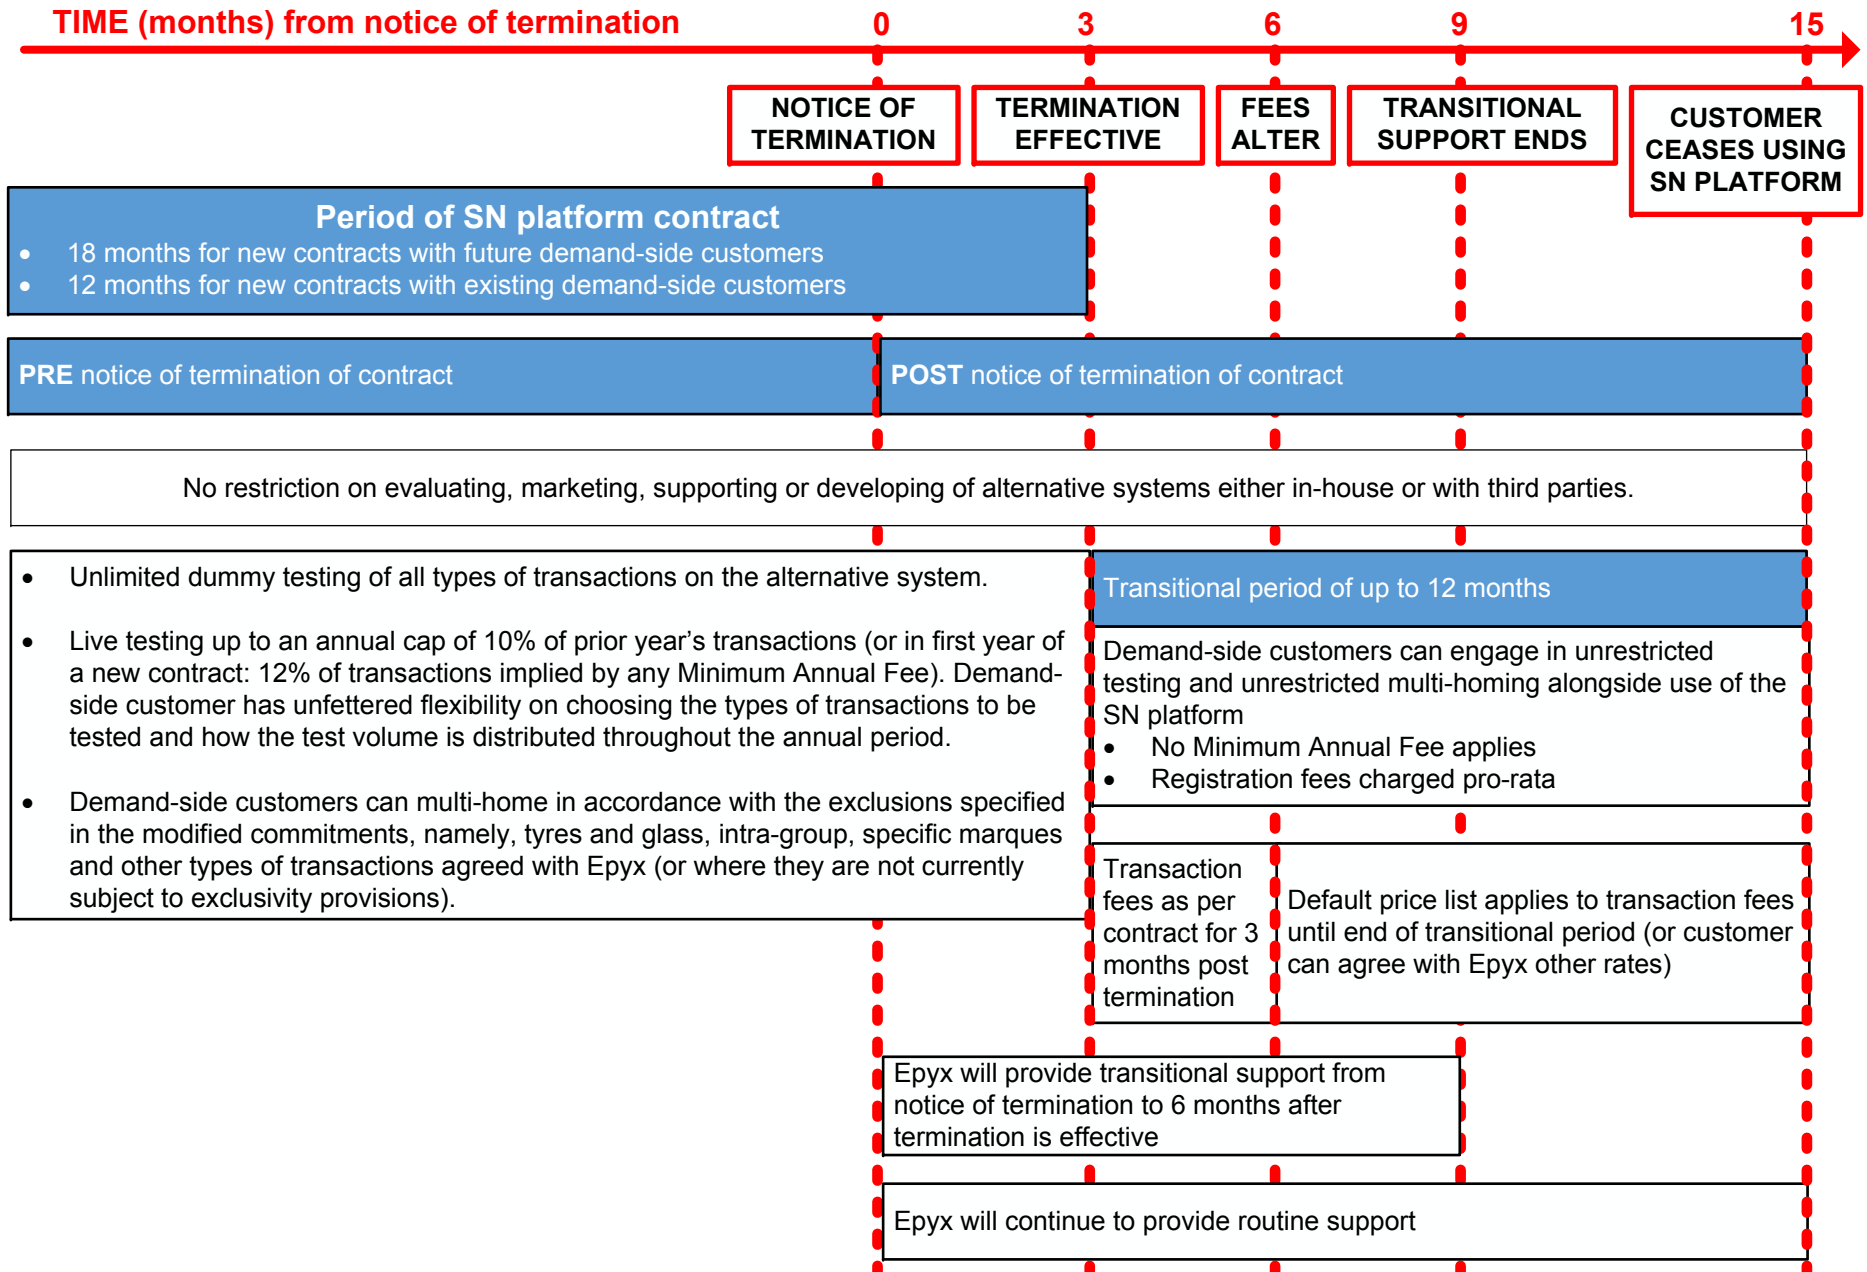 TIME (months) from notice of termination
0 3 6 9 15
NOTICE OF
TERMINATION
TERMINATION
EFFECTIVE
FEES
ALTER
TRANSITIONAL
SUPPORT ENDS
CUSTOMER
CEASES USING
SN PLATFORM
Period of SN platform contract
• 18 months for new contracts with future demand-side customers
• 12 months for new contracts with existing demand-side customers
PRE notice of termination of contract
POST notice of termination of contract
No restriction on evaluating, marketing, supporting or developing of alternative systems either in-house or with third parties.
• Unlimited dummy testing of all types of transactions on the alternative system.
• Live testing up to an annual cap of 10% of prior year’s transactions (or in first year of
a new contract: 12% of transactions implied by any Minimum Annual Fee). Demand-
side customer has unfettered flexibility on choosing the types of transactions to be
tested and how the test volume is distributed throughout the annual period.
• Demand-side customers can multi-home in accordance with the exclusions specified
in the modified commitments, namely, tyres and glass, intra-group, specific marques
and other types of transactions agreed with Epyx (or where they are not currently
subject to exclusivity provisions).
Transitional period of up to 12 months
Demand-side customers can engage in unrestricted
testing and unrestricted multi-homing alongside use of the
SN platform
• No Minimum Annual Fee applies
• Registration fees charged pro-rata
Transaction
fees as per
contract for 3
months post
termination
Default price list applies to transaction fees
until end of transitional period (or customer
can agree with Epyx other rates)
Epyx will provide transitional support from
notice of termination to 6 months after
termination is effective
Epyx will continue to provide routine support